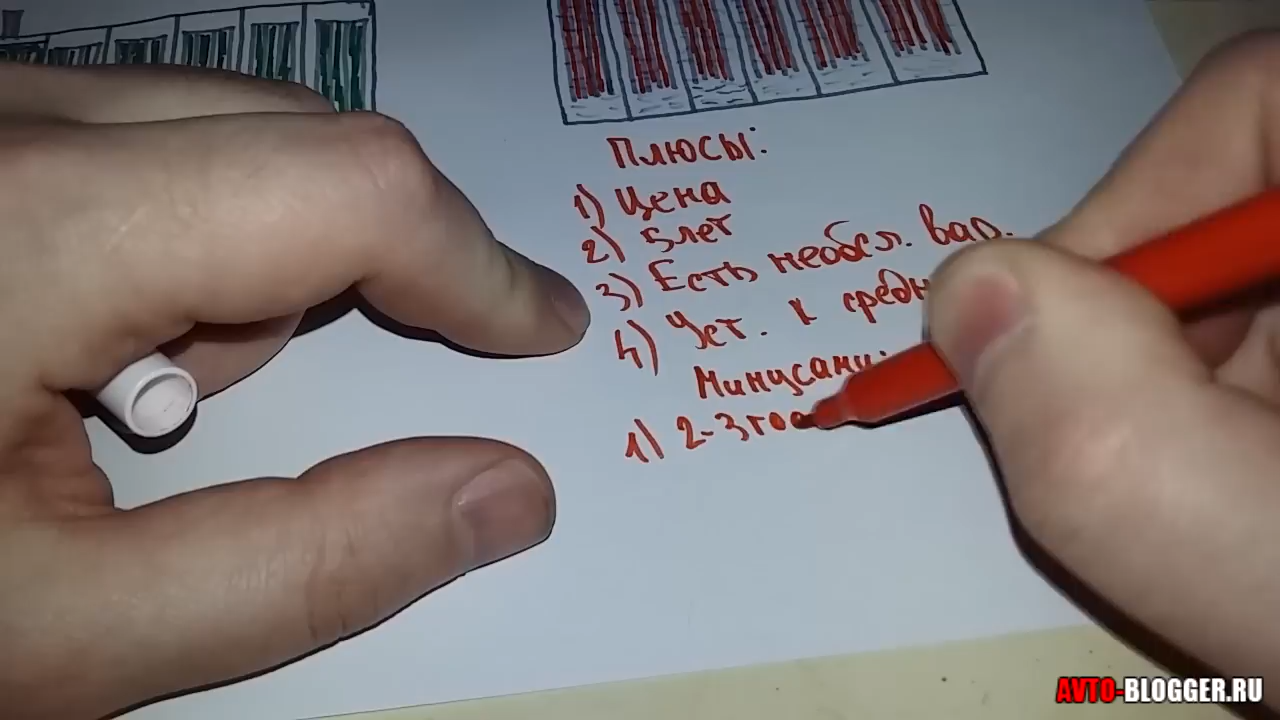 Плюсы:
1) Цена
2) 5 лет
3) Есть необсл. вар.
4) Уст. к средн
Минусами:
1) 2-3 го
AVTO-BLOGGER.RU